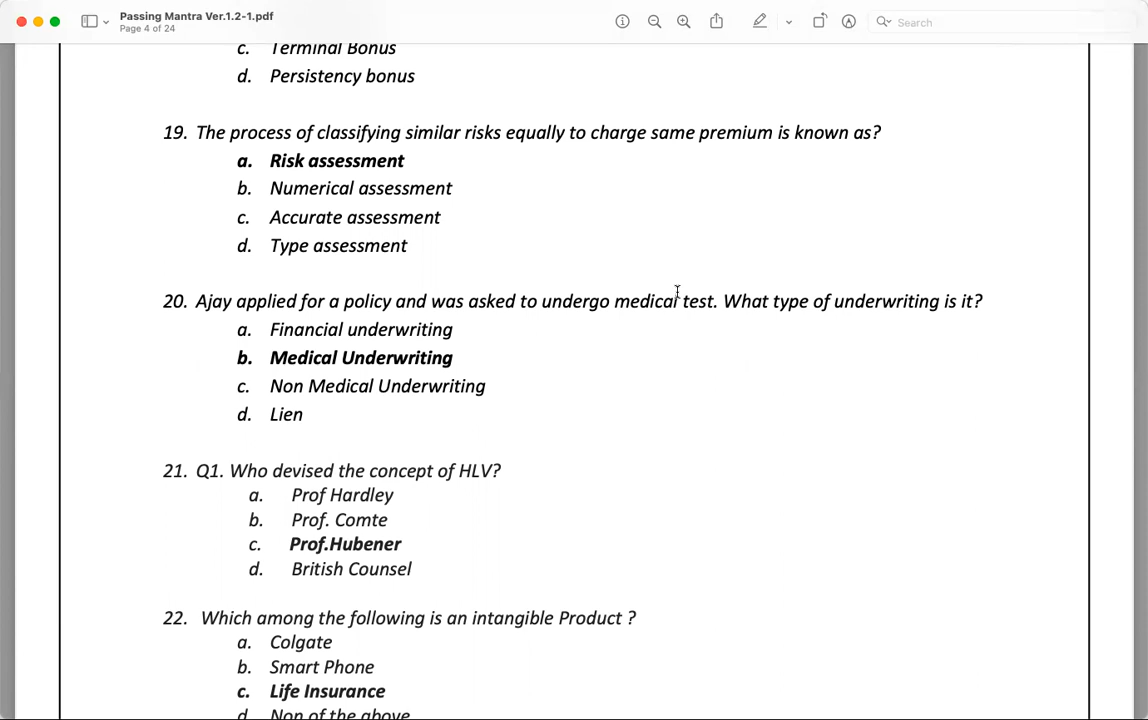 Passing Mantra Ver.1.2-1.pdf
Page 4 of 24
Search
c. Terminal Bonus
d. Persistency bonus
19. The process of classifying similar risks equally to charge same premium is known as?
a. Risk assessment
b. Numerical assessment
c. Accurate assessment
d. Type assessment
20. Ajay applied for a policy and was asked to undergo medical test. What type of underwriting is it?
a. Financial underwriting
b. Medical Underwriting
c. Non Medical Underwriting
d. Lien
21. Q1. Who devised the concept of HLV?
a. Prof Hardley
b. Prof. Comte
c. Prof.Hubener
d. British Counsel
22. Which among the following is an intangible Product ?
a. Colgate
b. Smart Phone
c. Life Insurance
d. Non of the above